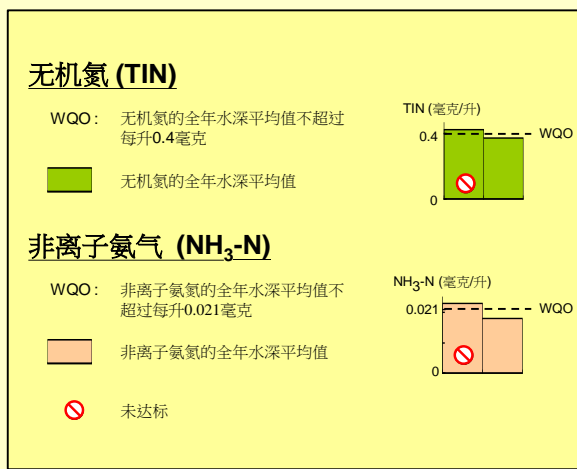 无机氮 (TIN)
WQO : 无机氮的全年水深平均值不超过
每升0.4毫克
无机氮的全年水深平均值
TIN (毫克/升)
0.4
WQO
0
非离子氨气 (NH₃-N)
WQO : 非离子氨氮的全年水深平均值不
超过每升0.021毫克
非离子氨氮的全年水深平均值
NH₃-N (毫克/升)
0.021
WQO
0
未达标